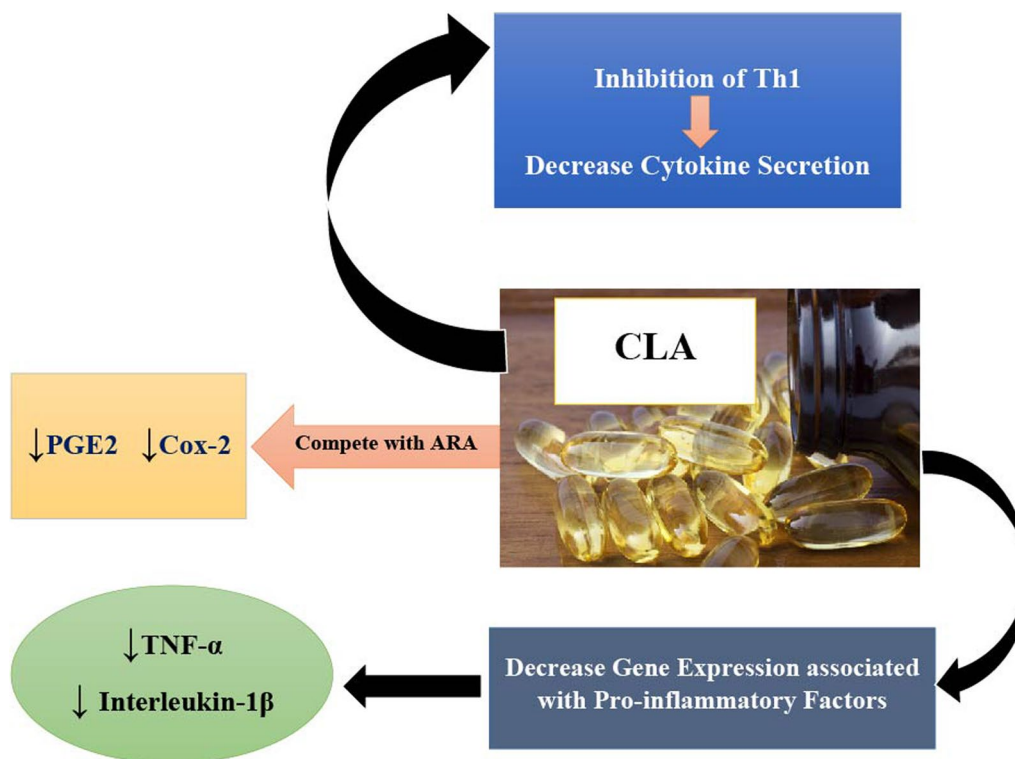 Inhibition of Th1
Decrease Cytokine Secretion
CLA
Compete with ARA
↓PGE2 ↓Cox-2
Decrease Gene Expression associated
with Pro-inflammatory Factors
↓TNF-α
↓ Interleukin-1β